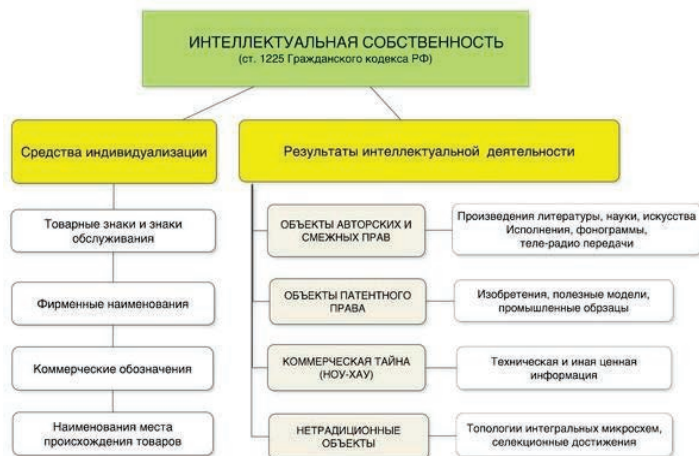 ИНТЕЛЛЕКТУАЛЬНАЯ СОБСТВЕННОСТЬ
(ст. 1225 Гражданского кодекса РФ)
Средства индивидуализации
Товарные знаки и знаки
обслуживания
Фирменные наименования
Коммерческие обозначения
Наименования места
происхождения товаров
Результаты интеллектуальной деятельности
ОБЪЕКТЫ АВТОРСКИХ И
СМЕЖНЫХ ПРАВ
Произведения литературы, науки, искусства
Исполнения, фонограммы,
теле-радио передачи
ОБЪЕКТЫ ПАТЕНТНОГО
ПРАВА
Изобретения, полезные модели,
промышленные обрзацы
КОММЕРЧЕСКАЯ ТАЙНА
(НОУ-ХАУ)
Техническая и иная ценная
информация
НЕТРАДИЦИОННЫЕ
ОБЪЕКТЫ
Топологии интегральных микросхем,
селекционные достижения